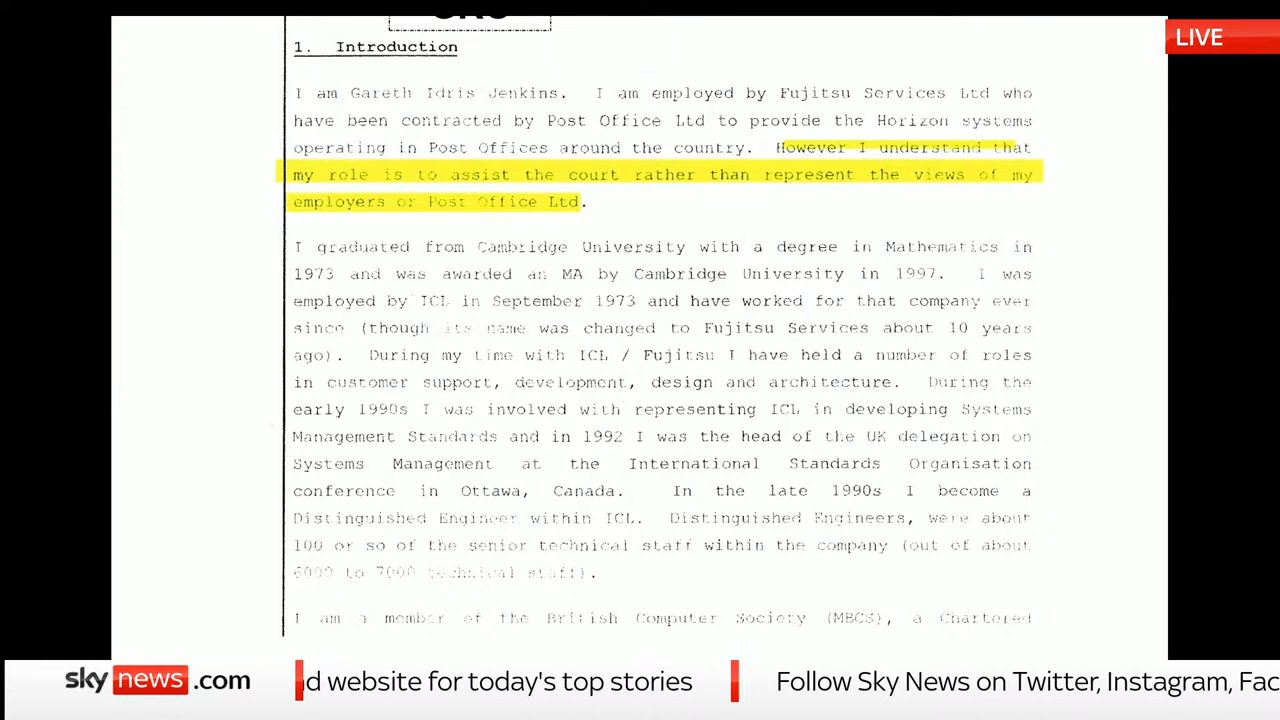 LIVE
1. Introduction
I am Gareth Idris Jenkins. I am employed by Fujitsu Services Ltd who
have been contracted by Post Office Ltd to provide the Horizon systems
operating in Post Offices around the country. However I understand that
my role is to assist the court rather than represent the views of my
employers or Post Office Ltd.
I graduated from Cambridge University with a degree in Mathematics in
1973 and was awarded an MA by Cambridge University in 1997. I was
employed by ICL in September 1973 and have worked for that company ever
since (though its name was changed to Fujitsu Services about 10 years
ago). During my time with ICL / Fujitsu I have held a number of roles
in customer support, development, design and architecture. During the
early 1990s I was involved with representing ICL in developing Systems
Management Standards and in 1992 I was the head of the UK delegation on
Systems Management at the International Standards Organisation
conference in Ottawa, Canada. In the late 1990s I become a
Distinguished Engineer within ICL. Distinguished Engineers, were about
100 or so of the senior technical staff within the company (out of about
6000 to 7000 technical staff).
I am a member of the British Computer Society (MBCS), a Chartered
sky news .com
d website for today's top stories
Follow Sky News on Twitter, Instagram, Fac